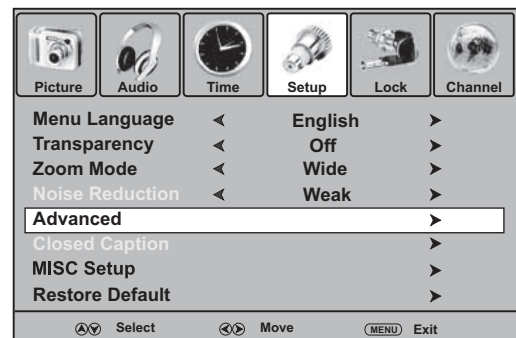 Picture Audio Time Setup Lock Channel
Menu Language English
Transparency Off
Zoom Mode Wide
Noise Reduction Weak
Advanced
Closed Caption
MISC Setup
Restore Default
Select Move MENU Exit